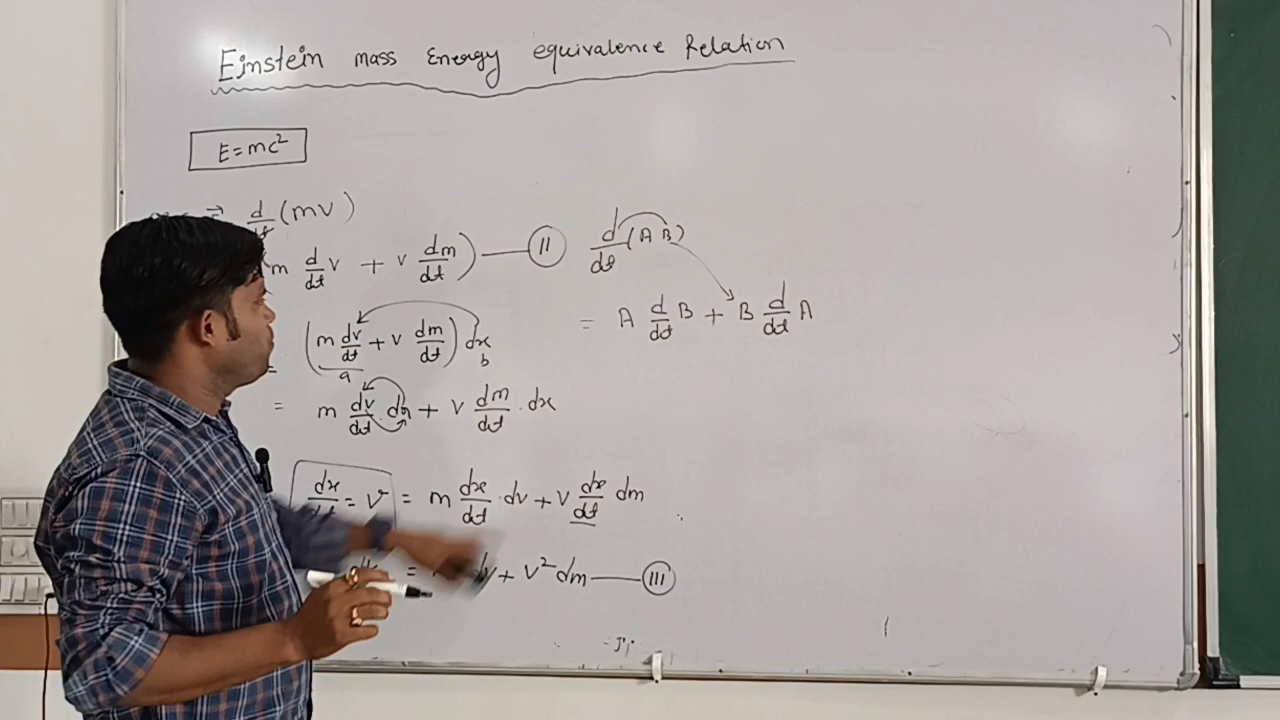 Einstein mass Energy equivalence Relation
E=mc²
d/dt (mv)
m d/dt v + v dm/dt) — II
d/dt (A B)
= A d/dt B + B d/dt A
= (m dv/dt + v dm/dt) dx
a b
= m dv/dt . dx + v dm/dt . dx
dx/dt = v = m dx/dt . dv + v dx/dt dm
= dv + v² dm — III